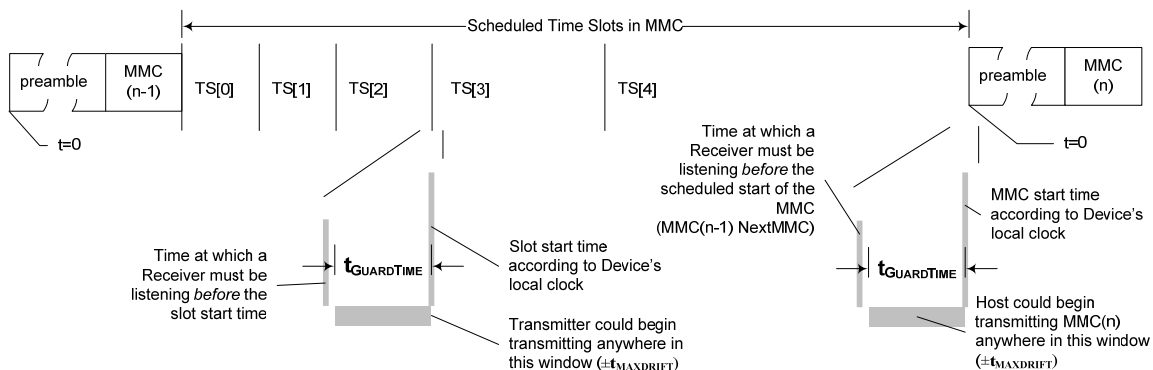 Scheduled Time Slots in MMC
preamble
MMC
(n-1)
TS[0]
TS[1]
TS[2]
TS[3]
TS[4]
preamble
MMC
(n)
t=0
t=0
Time at which a
Receiver must be
listening before the
scheduled start of the
MMC
(MMC(n-1) NextMMC)
MMC start time
according to Device's
local clock
Time at which a
Receiver must be
listening before the
slot start time
tGUARDTIME
Slot start time
according to Device's
local clock
tGUARDTIME
Transmitter could begin
transmitting anywhere in
this window (±tMAXDRIFT)
Host could begin
transmitting MMC(n)
anywhere in this window
(±tMAXDRIFT)